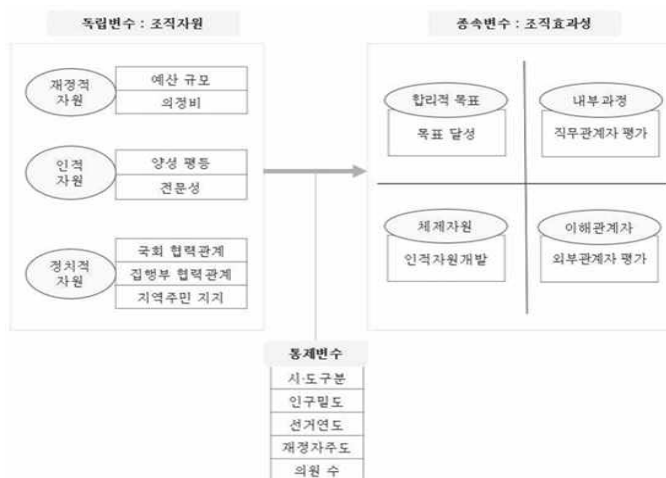 독립변수 : 조직자원
재정적
자원
예산 규모
의정비
인적
자원
양성 평등
전문성
정치적
자원
국회 협력관계
집행부 협력관계
지역주민 지지
종속변수 : 조직효과성
합리적 목표
목표 달성
내부과정
직무관계자 평가
체제자원
인적자원개발
이해관계자
외부관계자 평가
통제변수
시·도구분
인구밀도
선거연도
재정자주도
의원 수